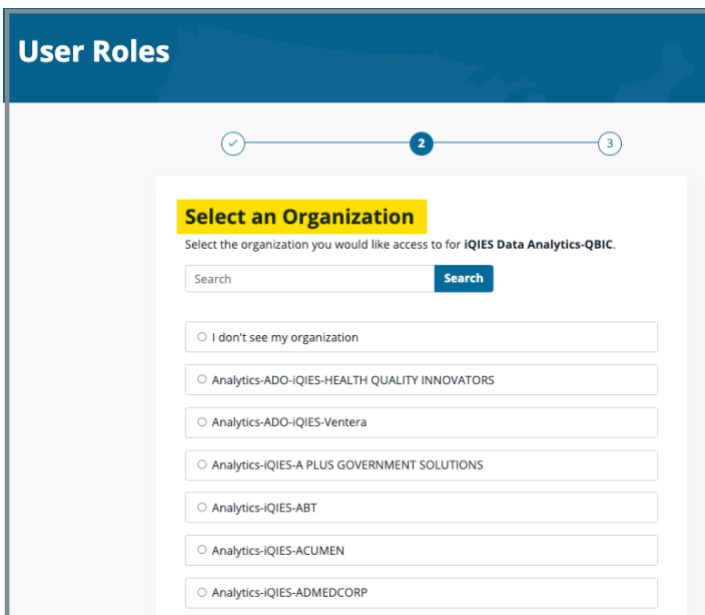 User Roles
2
3
Select an Organization
Select the organization you would like access to for iQIES Data Analytics-QBIC.
Search
Search
I don't see my organization
Analytics-ADO-iQIES-HEALTH QUALITY INNOVATORS
Analytics-ADO-iQIES-Ventera
Analytics-iQIES-A PLUS GOVERNMENT SOLUTIONS
Analytics-iQIES-ABT
Analytics-iQIES-ACUMEN
Analytics-iQIES-ADMEDCORP